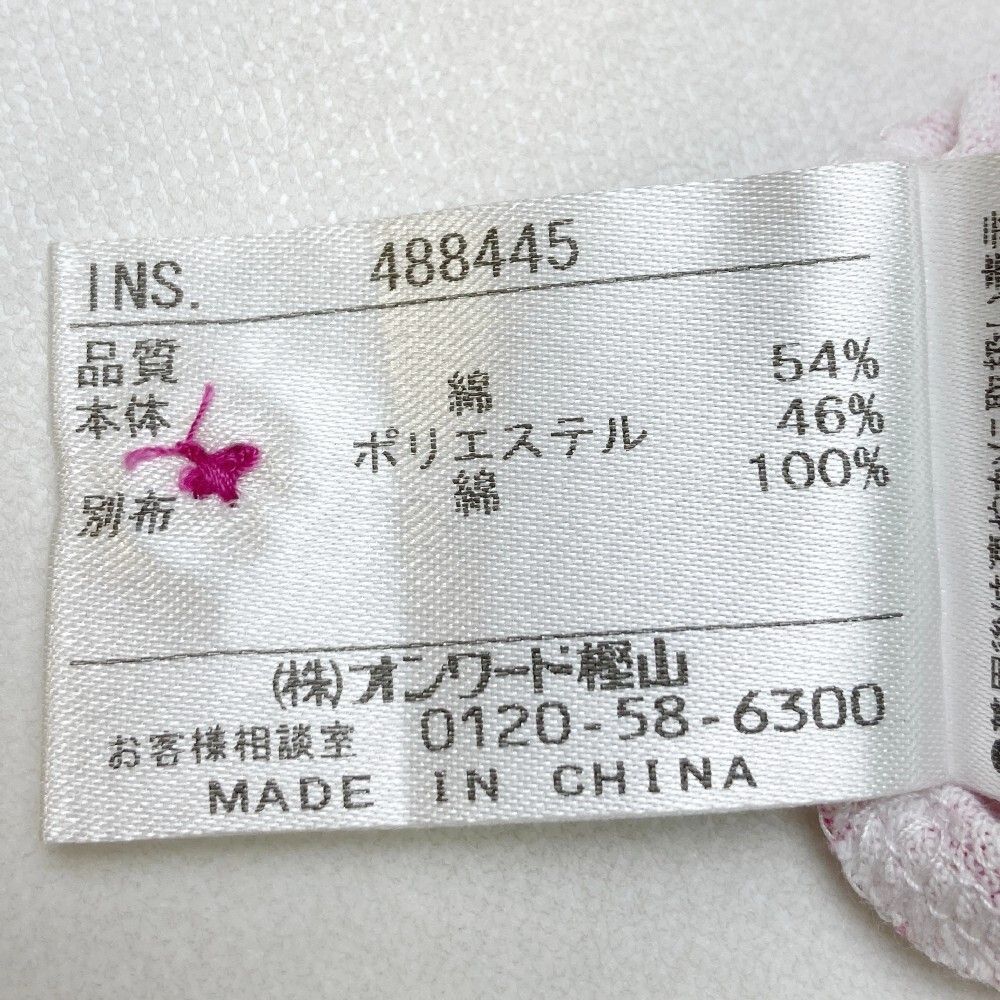 INS. 488445
品質
本体 綿 54%
ポリエステル 46%
別布 綿 100%
(株)オンワード樫山
お客様相談室 0120-58-6300
MADE IN CHINA